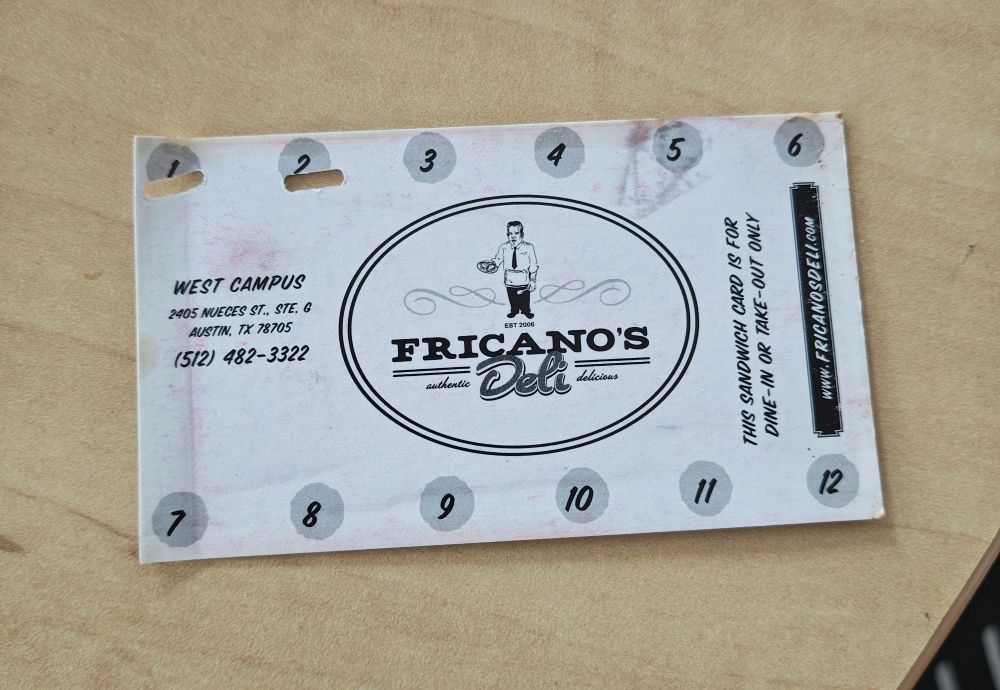 1 2 3 4 5 6
WEST CAMPUS
2405 NUECES ST., STE. G
AUSTIN, TX 78705
(512) 482-3322
EST 2006
FRICANO'S
authentic Deli delicious
THIS SANDWICH CARD IS FOR
DINE-IN OR TAKE-OUT ONLY
WWW.FRICANOSDELI.COM
7 8 9 10 11 12